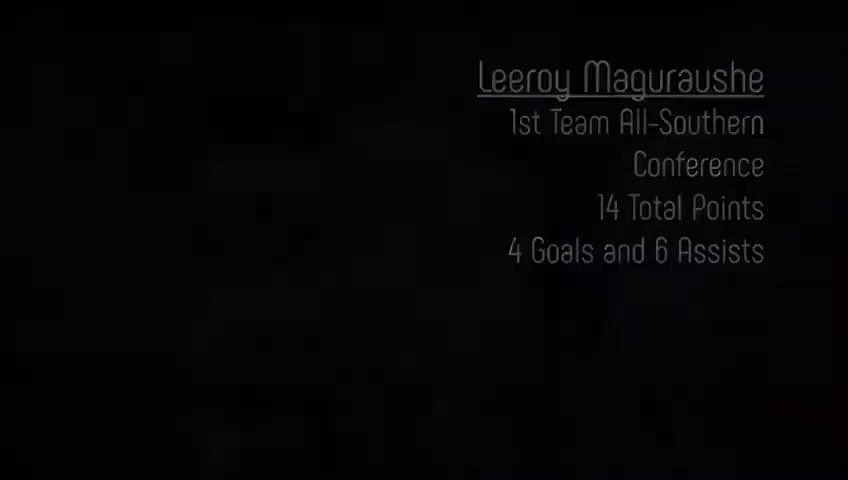 Leeroy Maguraushe
1st Team All-Southern
Conference
14 Total Points
4 Goals and 6 Assists